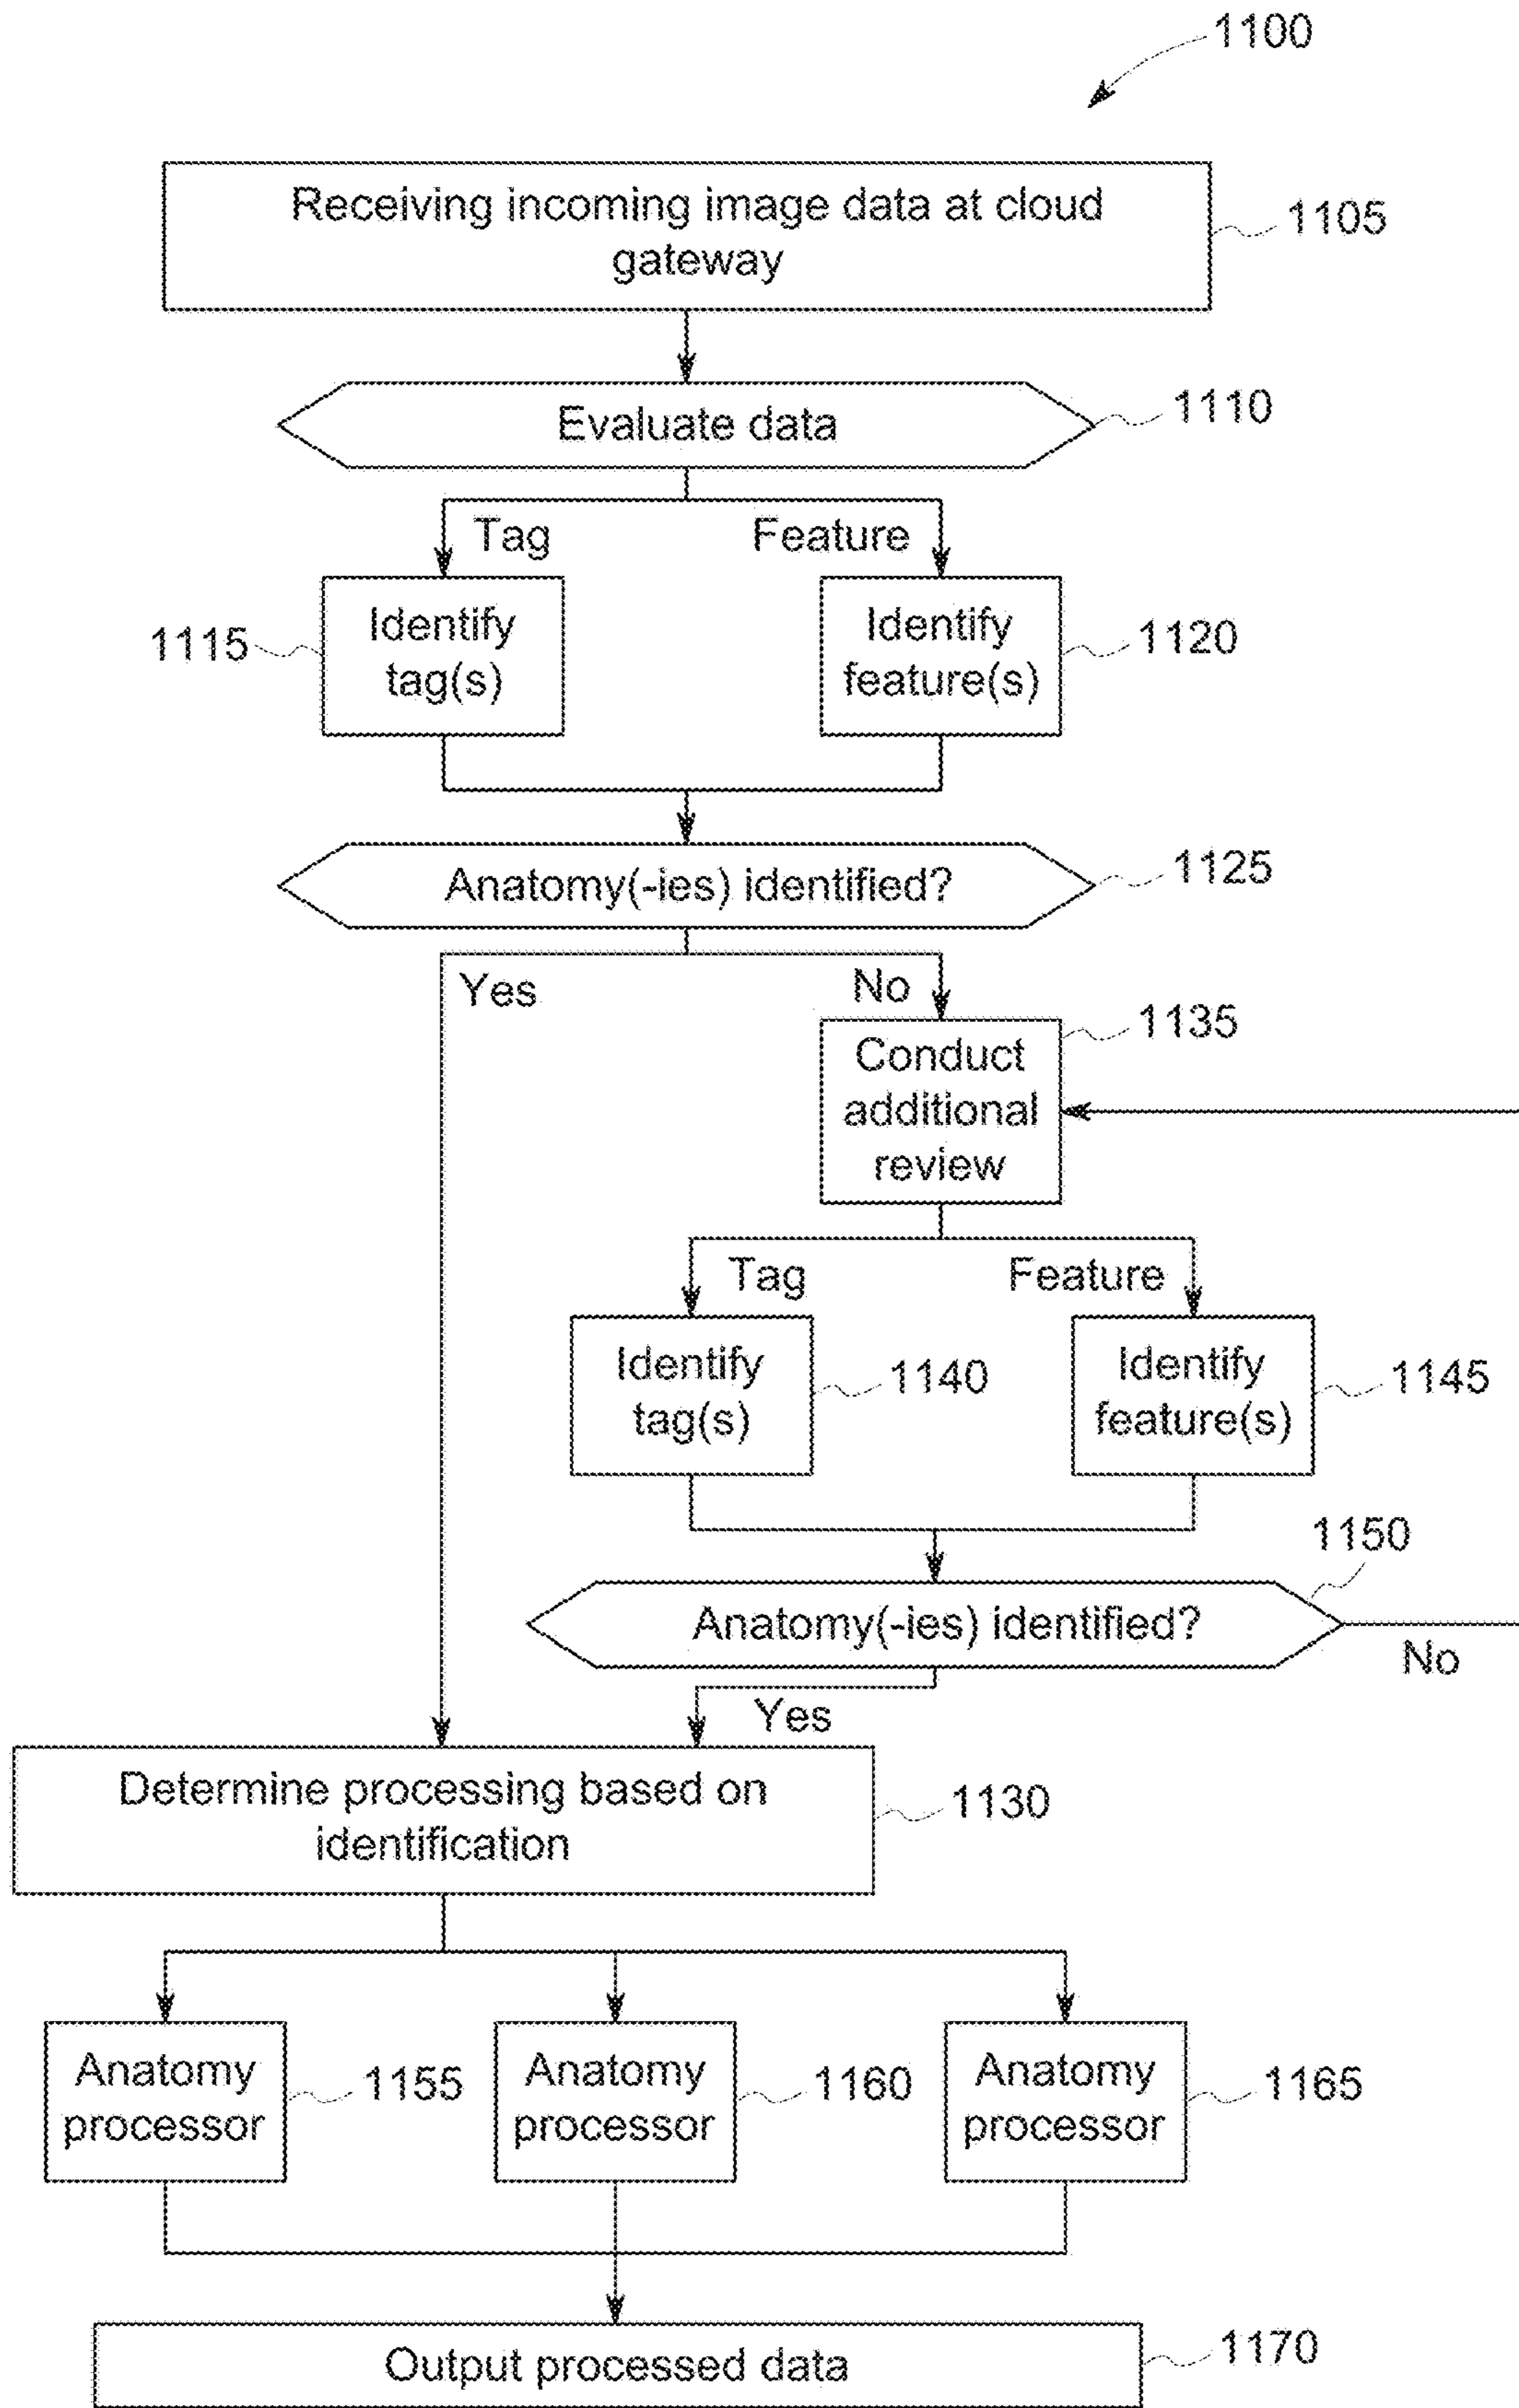 1100
Receiving incoming image data at cloud
gateway
1105
Evaluate data
1110
Tag
Feature
Identify
tag(s)
1115
Identify
feature(s)
1120
Anatomy(-ies) identified?
1125
Yes
No
Conduct
additional
review
1135
Tag
Feature
Identify
tag(s)
1140
Identify
feature(s)
1145
Anatomy(-ies) identified?
1150
No
Yes
Determine processing based on
identification
1130
Anatomy
processor
1155
Anatomy
processor
1160
Anatomy
processor
1165
Output processed data
1170